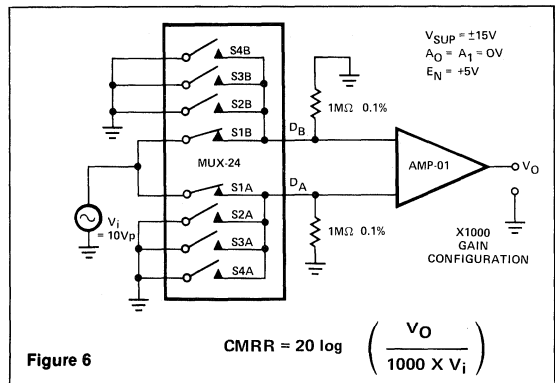 V_SUP = ±15V
A_O = A_1 = OV
E_N = +5V
S4B
S3B
S2B
S1B
MUX-24
S1A
S2A
S3A
S4A
D_B
D_A
1MΩ 0.1%
1MΩ 0.1%
AMP-01
V_O
V_i
= 10Vp
X1000
GAIN
CONFIGURATION
CMRR = 20 log ( V_O / 1000 X V_i )
Figure 6